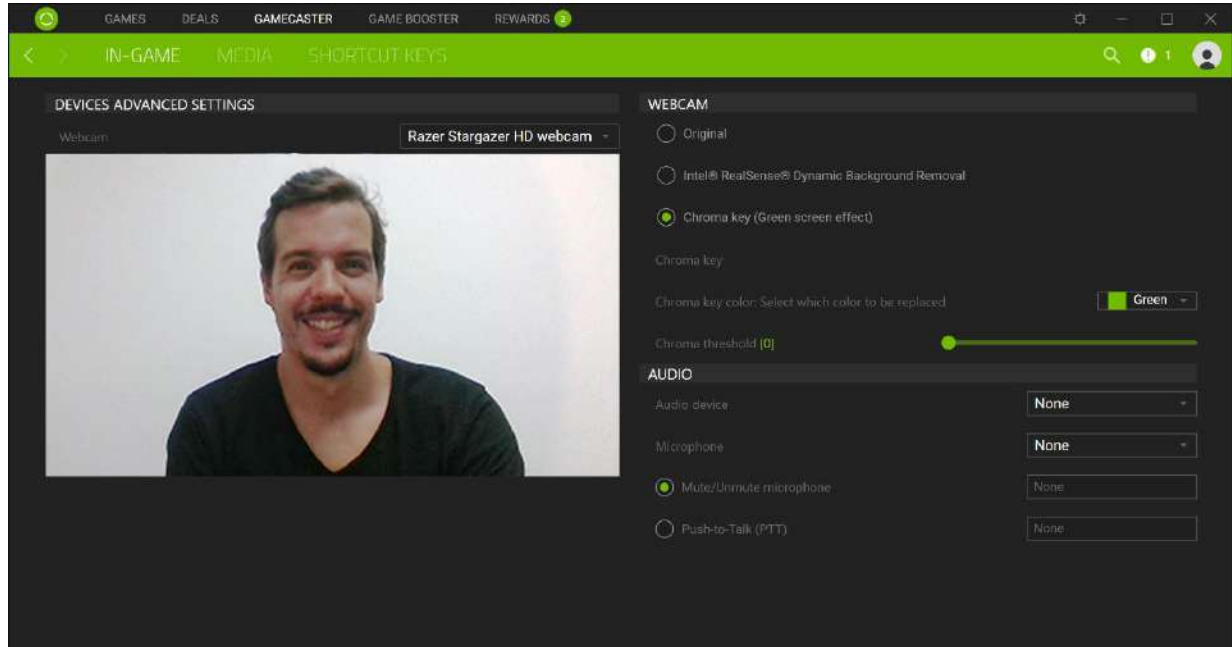 GAMES DEALS GAMECASTER GAME BOOSTER REWARDS 2
IN-GAME MEDIA SHORTCUT KEYS 1
DEVICES ADVANCED SETTINGS
Webcam Razer Stargazer HD webcam
WEBCAM
Original
Intel® RealSense® Dynamic Background Removal
Chroma key (Green screen effect)
Chroma key
Chroma key color: Select which color to be replaced Green
Chroma threshold [0]
AUDIO
Audio device None
Microphone None
Mute/Unmute microphone None
Push-to-Talk (PTT) None